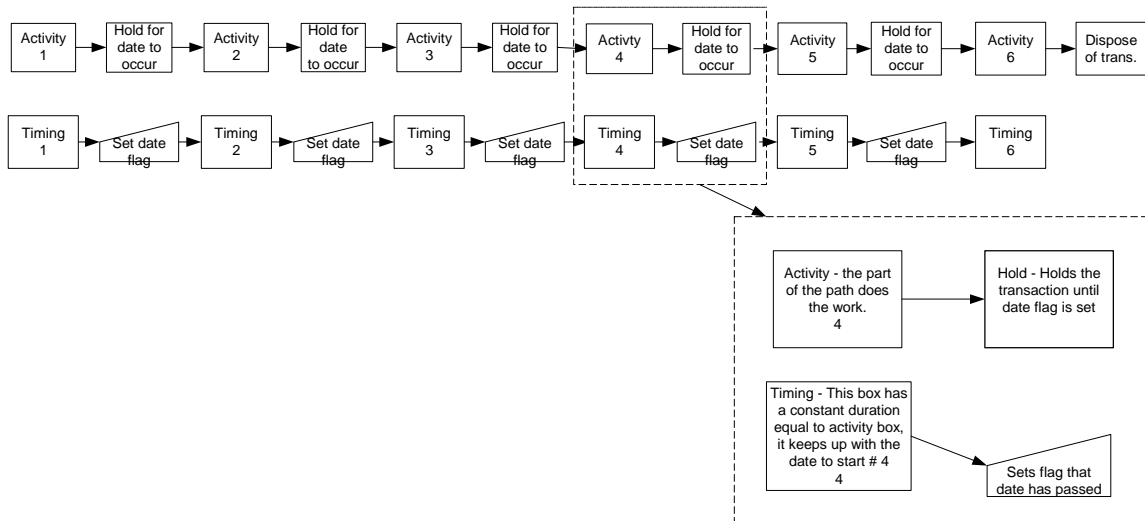 Activity
1
Hold for
date to
occur
Activity
2
Hold for
date
to occur
Activity
3
Hold for
date to
occur
Activty
4
Hold for
date to
occur
Activity
5
Hold for
date to
occur
Activity
6
Dispose
of trans.
Timing
1
Set date
flag
Timing
2
Set date
flag
Timing
3
Set date
flag
Timing
4
Set date
flag
Timing
5
Set date
flag
Timing
6
Activity - the part
of the path does
the work.
4
Hold - Holds the
transaction until
date flag is set
Timing - This box has
a constant duration
equal to activity box,
it keeps up with the
date to start # 4
4
Sets flag that
date has passed